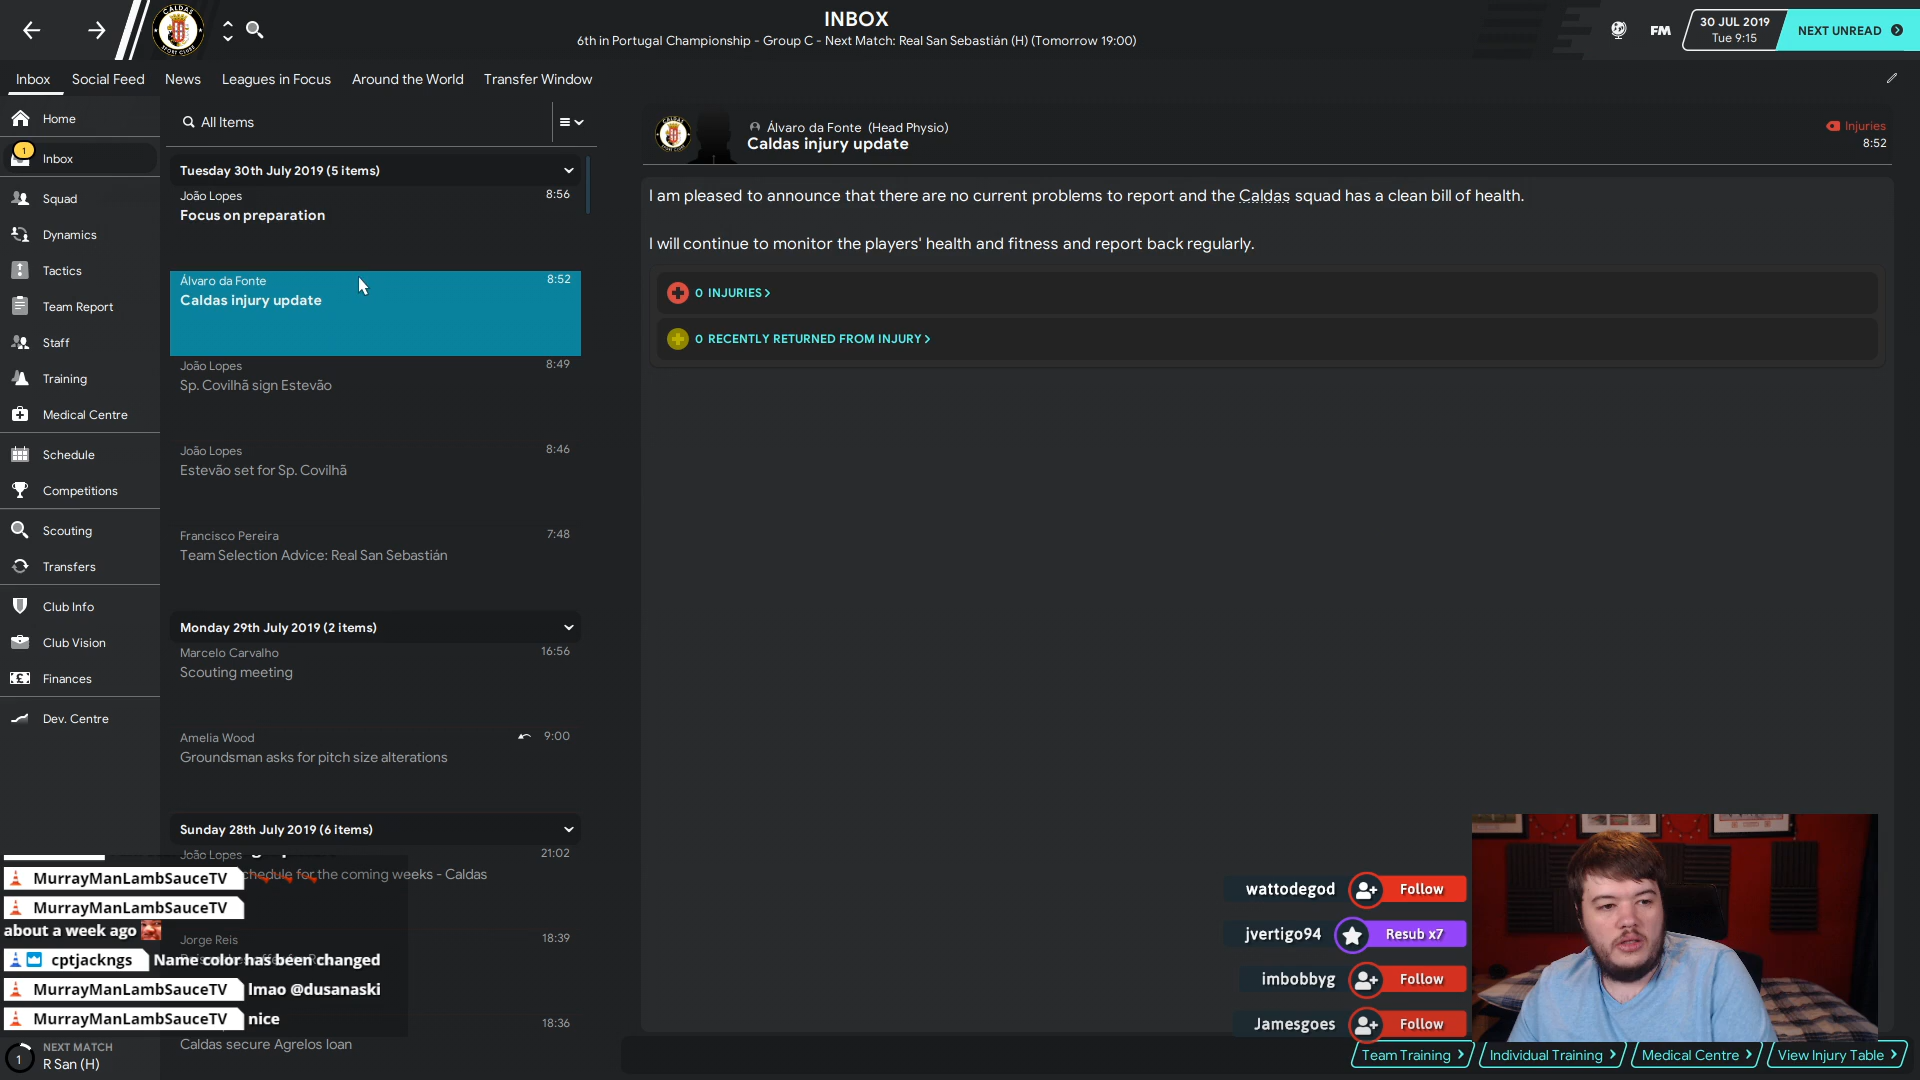 INBOX
6th in Portugal Championship - Group C - Next Match: Real San Sebastián (H) (Tomorrow 19:00)
FM
30 JUL 2019
Tue 9:15
NEXT UNREAD
Inbox
Social Feed
News
Leagues in Focus
Around the World
Transfer Window
Home
1
Inbox
Squad
Dynamics
Tactics
Team Report
Staff
Training
Medical Centre
Schedule
Competitions
Scouting
Transfers
Club Info
Club Vision
Finances
Dev. Centre
All Items
Tuesday 30th July 2019 (5 items)
João Lopes 8:56
Focus on preparation
Álvaro da Fonte 8:52
Caldas injury update
João Lopes 8:49
Sp. Covilhã sign Estevão
João Lopes 8:46
Estevão set for Sp. Covilhã
Francisco Pereira 7:48
Team Selection Advice: Real San Sebastián
Monday 29th July 2019 (2 items)
Marcelo Carvalho 16:56
Scouting meeting
Amelia Wood 9:00
Groundsman asks for pitch size alterations
Sunday 28th July 2019 (6 items)
João Lopes 21:02
chedule for the coming weeks - Caldas
Jorge Reis 18:39
18:36
Caldas secure Agrelos loan
Álvaro da Fonte (Head Physio)
Caldas injury update
Injuries
8:52
I am pleased to announce that there are no current problems to report and the Caldas squad has a clean bill of health.
I will continue to monitor the players' health and fitness and report back regularly.
0 INJURIES
0 RECENTLY RETURNED FROM INJURY
MurrayManLambSauceTV
MurrayManLambSauceTV
about a week ago
cptjackngs Name color has been changed
MurrayManLambSauceTV lmao @dusanaski
MurrayManLambSauceTV nice
1
NEXT MATCH
R San (H)
wattodegod Follow
jvertigo94 Resub x7
imbobbyg Follow
Jamesgoes Follow
Team Training
Individual Training
Medical Centre
View Injury Table